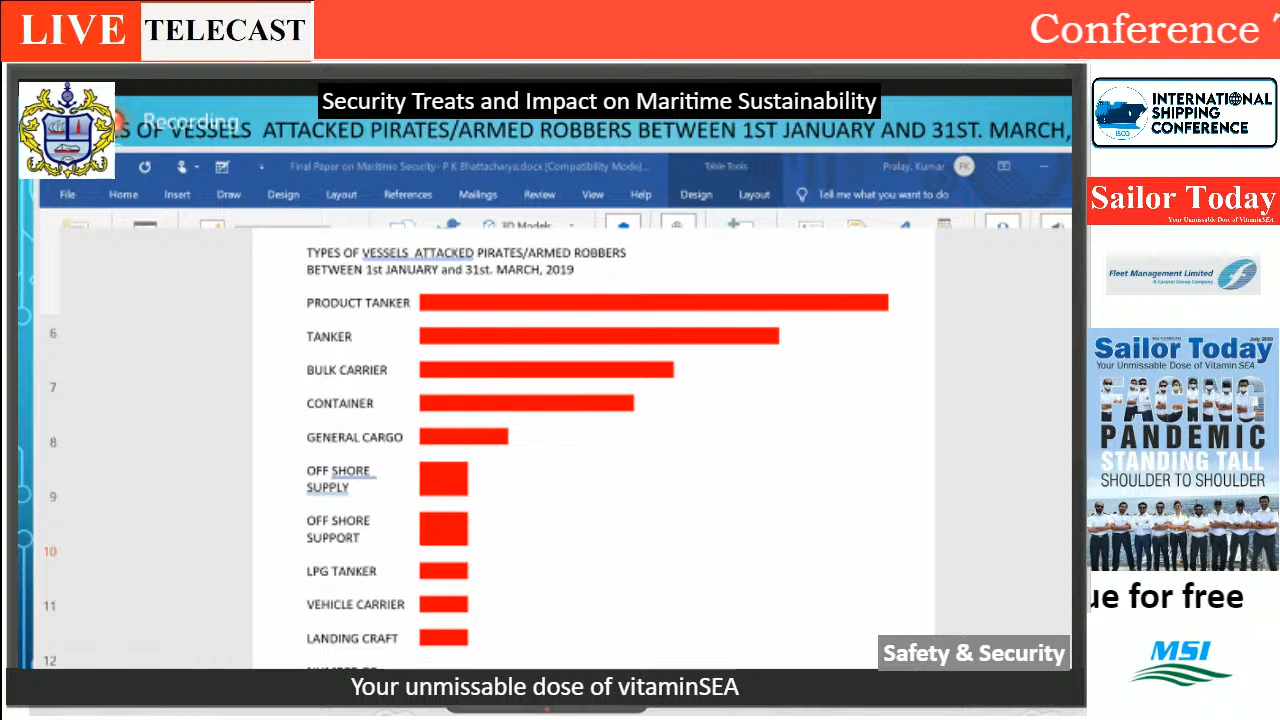 LIVE TELECAST
Conference
Security Treats and Impact on Maritime Sustainability
Recording
S OF VESSELS ATTACKED PIRATES/ARMED ROBBERS BETWEEN 1ST JANUARY AND 31ST. MARCH,
Final Paper on Maritime Security- P K Bhattacharya.docx [Compatibility Mode]...
Table Tools
Pralay, Kumar
PK
File Home Insert Draw Design Layout References Mailings Review View Help Design Layout Tell me what you want to do
3D Models
TYPES OF VESSELS ATTACKED PIRATES/ARMED ROBBERS
BETWEEN 1st JANUARY and 31st. MARCH, 2019
PRODUCT TANKER
TANKER
BULK CARRIER
CONTAINER
GENERAL CARGO
OFF SHORE
SUPPLY
OFF SHORE
SUPPORT
LPG TANKER
VEHICLE CARRIER
LANDING CRAFT
6
7
8
9
10
11
12
Safety & Security
Your unmissable dose of vitaminSEA
INTERNATIONAL
SHIPPING
CONFERENCE
ISCO
Sailor Today
Your Unmissable Dose of VitaminSEA
Fleet Management Limited
A Caravel Group Company
July 2020
Sailor Today
Your Unmissable Dose of Vitamin SEA
FACING
PANDEMIC
STANDING TALL
SHOULDER TO SHOULDER
ue for free
MSI